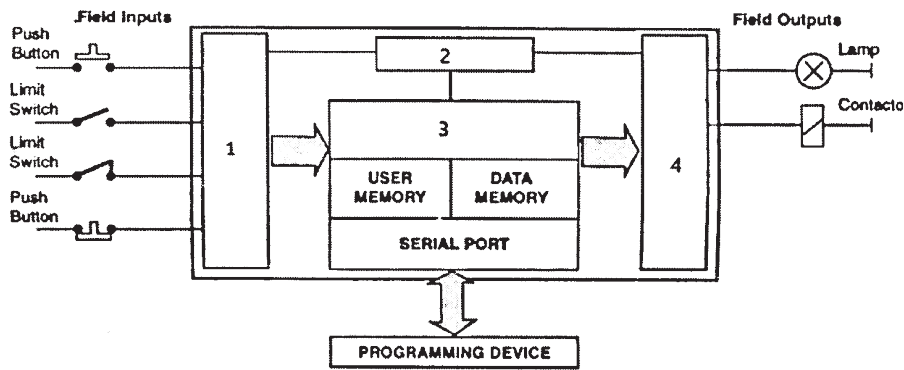 .Field Inputs
Push
Button
Limit
Switch
Limit
Switch
Push
Button
1
2
3
USER
MEMORY
DATA
MEMORY
SERIAL PORT
4
Field Outputs
Lamp
Contacto
PROGRAMMING DEVICE